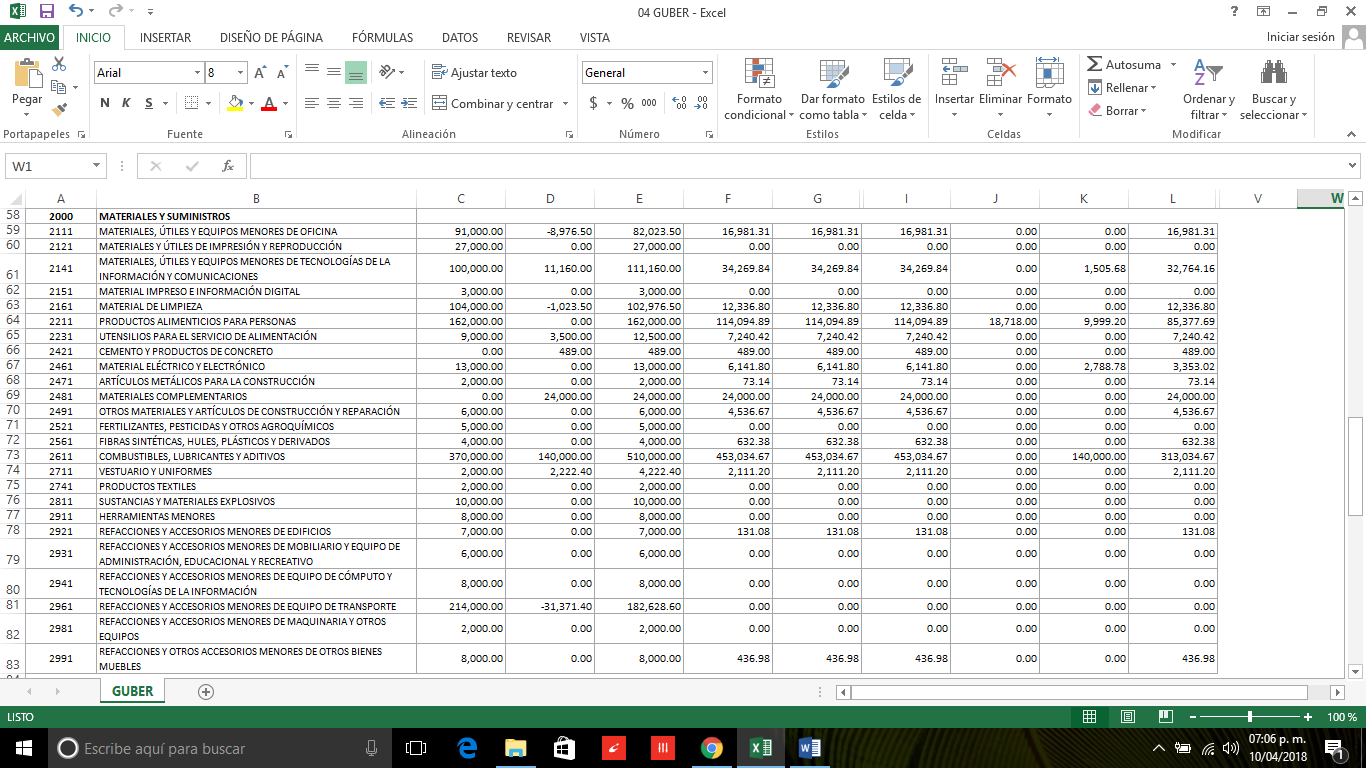 04 GUBER - Excel
ARCHIVO INICIO INSERTAR DISEÑO DE PÁGINA FÓRMULAS DATOS REVISAR VISTA Iniciar sesión
Pegar
Portapapeles
Arial 8
N K S
Fuente
Ajustar texto
Combinar y centrar
Alineación
General
$ % 000
Número
Formato condicional
Dar formato como tabla
Estilos de celda
Estilos
Insertar Eliminar Formato
Celdas
Autosuma
Rellenar
Borrar
Ordenar y filtrar
Buscar y seleccionar
Modificar
W1
fx
A B C D E F G I J K L V W
58 2000 MATERIALES Y SUMINISTROS
59 2111 MATERIALES, ÚTILES Y EQUIPOS MENORES DE OFICINA 91,000.00 -8,976.50 82,023.50 16,981.31 16,981.31 16,981.31 0.00 0.00 16,981.31
60 2121 MATERIALES Y ÚTILES DE IMPRESIÓN Y REPRODUCCIÓN 27,000.00 0.00 27,000.00 0.00 0.00 0.00 0.00 0.00 0.00
61 2141 MATERIALES, ÚTILES Y EQUIPOS MENORES DE TECNOLOGÍAS DE LA
INFORMACIÓN Y COMUNICACIONES 100,000.00 11,160.00 111,160.00 34,269.84 34,269.84 34,269.84 0.00 1,505.68 32,764.16
62 2151 MATERIAL IMPRESO E INFORMACIÓN DIGITAL 3,000.00 0.00 3,000.00 0.00 0.00 0.00 0.00 0.00 0.00
63 2161 MATERIAL DE LIMPIEZA 104,000.00 -1,023.50 102,976.50 12,336.80 12,336.80 12,336.80 0.00 0.00 12,336.80
64 2211 PRODUCTOS ALIMENTICIOS PARA PERSONAS 162,000.00 0.00 162,000.00 114,094.89 114,094.89 114,094.89 18,718.00 9,999.20 85,377.69
65 2231 UTENSILIOS PARA EL SERVICIO DE ALIMENTACIÓN 9,000.00 3,500.00 12,500.00 7,240.42 7,240.42 7,240.42 0.00 0.00 7,240.42
66 2421 CEMENTO Y PRODUCTOS DE CONCRETO 0.00 489.00 489.00 489.00 489.00 489.00 0.00 0.00 489.00
67 2461 MATERIAL ELÉCTRICO Y ELECTRÓNICO 13,000.00 0.00 13,000.00 6,141.80 6,141.80 6,141.80 0.00 2,788.78 3,353.02
68 2471 ARTÍCULOS METÁLICOS PARA LA CONSTRUCCIÓN 2,000.00 0.00 2,000.00 73.14 73.14 73.14 0.00 0.00 73.14
69 2481 MATERIALES COMPLEMENTARIOS 0.00 24,000.00 24,000.00 24,000.00 24,000.00 24,000.00 0.00 0.00 24,000.00
70 2491 OTROS MATERIALES Y ARTÍCULOS DE CONSTRUCCIÓN Y REPARACIÓN 6,000.00 0.00 6,000.00 4,536.67 4,536.67 4,536.67 0.00 0.00 4,536.67
71 2521 FERTILIZANTES, PESTICIDAS Y OTROS AGROQUÍMICOS 5,000.00 0.00 5,000.00 0.00 0.00 0.00 0.00 0.00 0.00
72 2561 FIBRAS SINTÉTICAS, HULES, PLÁSTICOS Y DERIVADOS 4,000.00 0.00 4,000.00 632.38 632.38 632.38 0.00 0.00 632.38
73 2611 COMBUSTIBLES, LUBRICANTES Y ADITIVOS 370,000.00 140,000.00 510,000.00 453,034.67 453,034.67 453,034.67 0.00 140,000.00 313,034.67
74 2711 VESTUARIO Y UNIFORMES 2,000.00 2,222.40 4,222.40 2,111.20 2,111.20 2,111.20 0.00 0.00 2,111.20
75 2741 PRODUCTOS TEXTILES 2,000.00 0.00 2,000.00 0.00 0.00 0.00 0.00 0.00 0.00
76 2811 SUSTANCIAS Y MATERIALES EXPLOSIVOS 10,000.00 0.00 10,000.00 0.00 0.00 0.00 0.00 0.00 0.00
77 2911 HERRAMIENTAS MENORES 8,000.00 0.00 8,000.00 0.00 0.00 0.00 0.00 0.00 0.00
78 2921 REFACCIONES Y ACCESORIOS MENORES DE EDIFICIOS 7,000.00 0.00 7,000.00 131.08 131.08 131.08 0.00 0.00 131.08
79 2931 REFACCIONES Y ACCESORIOS MENORES DE MOBILIARIO Y EQUIPO DE
ADMINISTRACIÓN, EDUCACIONAL Y RECREATIVO 6,000.00 0.00 6,000.00 0.00 0.00 0.00 0.00 0.00 0.00
80 2941 REFACCIONES Y ACCESORIOS MENORES DE EQUIPO DE CÓMPUTO Y
TECNOLOGÍAS DE LA INFORMACIÓN 8,000.00 0.00 8,000.00 0.00 0.00 0.00 0.00 0.00 0.00
81 2961 REFACCIONES Y ACCESORIOS MENORES DE EQUIPO DE TRANSPORTE 214,000.00 -31,371.40 182,628.60 0.00 0.00 0.00 0.00 0.00 0.00
82 2981 REFACCIONES Y ACCESORIOS MENORES DE MAQUINARIA Y OTROS
EQUIPOS 2,000.00 0.00 2,000.00 0.00 0.00 0.00 0.00 0.00 0.00
83 2991 REFACCIONES Y OTROS ACCESORIOS MENORES DE OTROS BIENES
MUEBLES 8,000.00 0.00 8,000.00 436.98 436.98 436.98 0.00 0.00 436.98
GUBER
LISTO 100 %
Escribe aquí para buscar
07:06 p. m.
10/04/2018